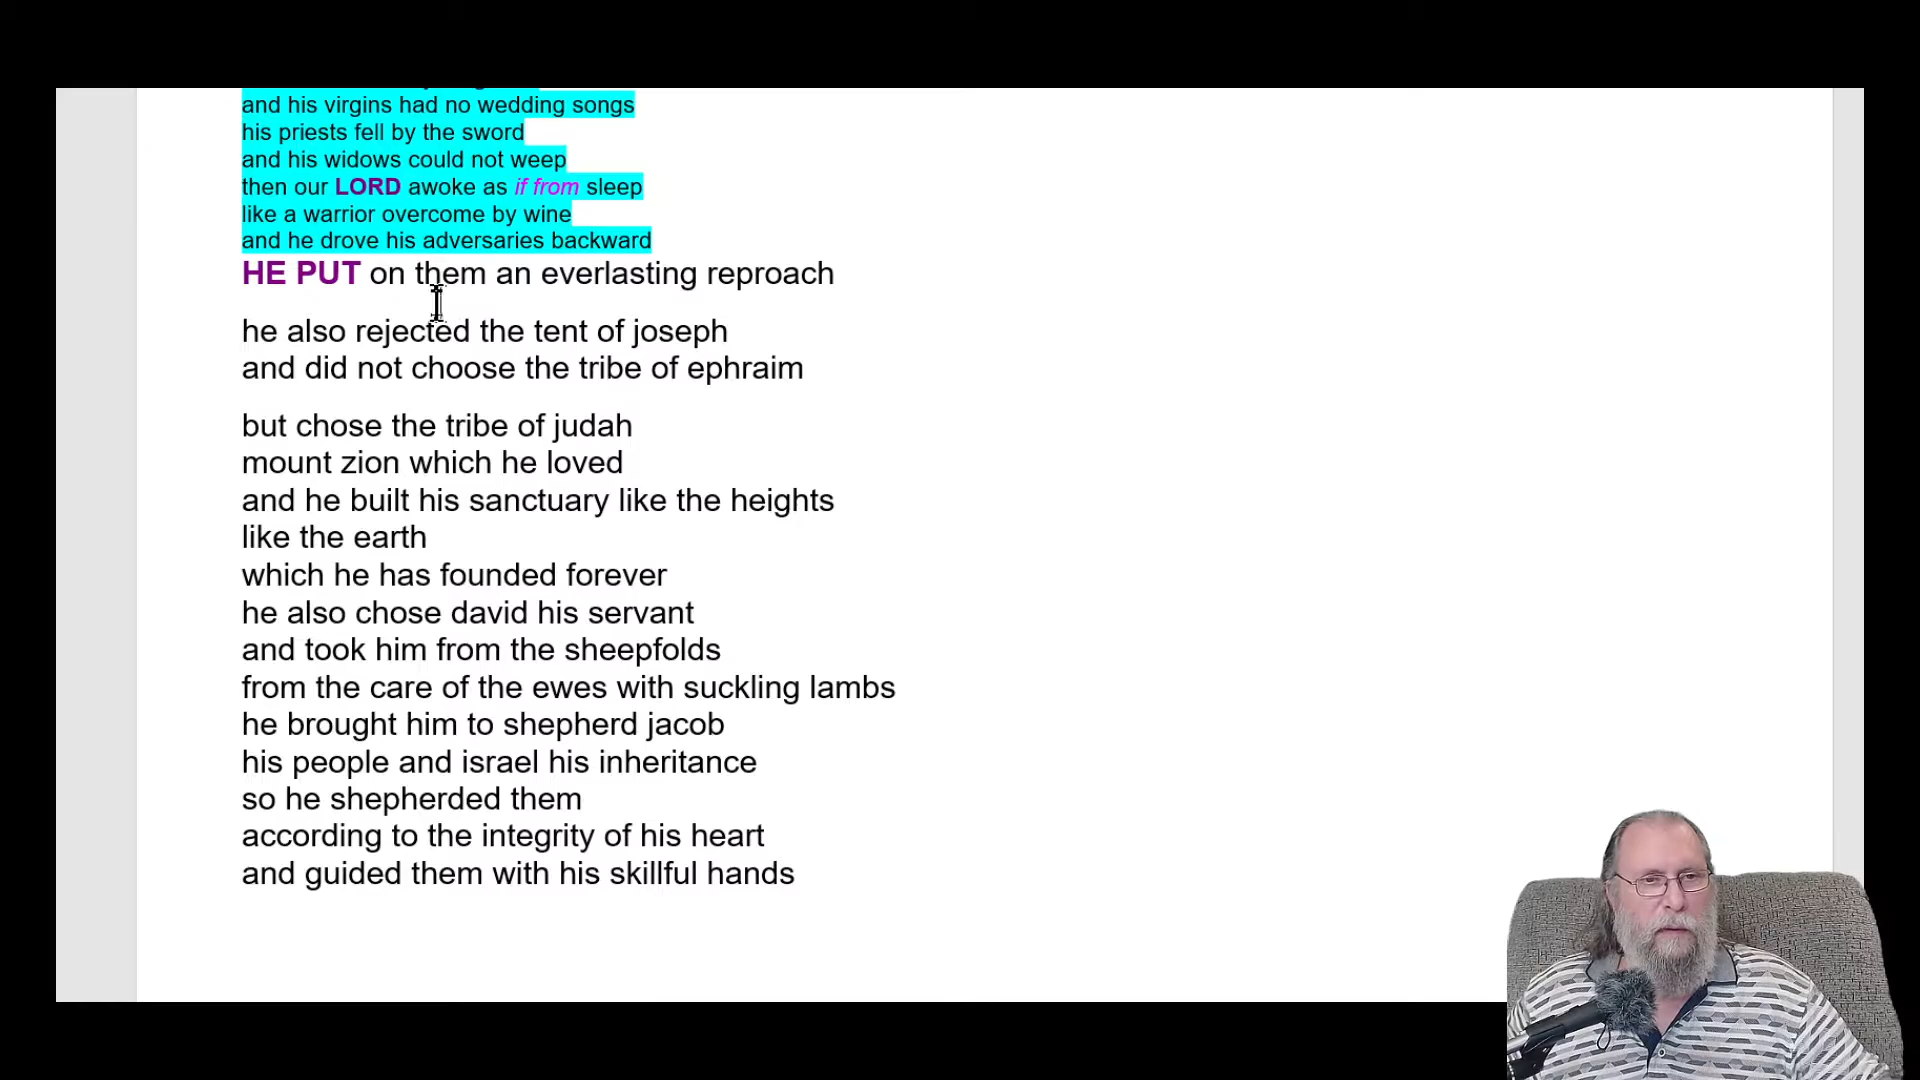 and his virgins had no wedding songs
his priests fell by the sword
and his widows could not weep
then our LORD awoke as if from sleep
like a warrior overcome by wine
and he drove his adversaries backward
HE PUT on them an everlasting reproach
he also rejected the tent of joseph
and did not choose the tribe of ephraim
but chose the tribe of judah
mount zion which he loved
and he built his sanctuary like the heights
like the earth
which he has founded forever
he also chose david his servant
and took him from the sheepfolds
from the care of the ewes with suckling lambs
he brought him to shepherd jacob
his people and israel his inheritance
so he shepherded them
according to the integrity of his heart
and guided them with his skillful hands